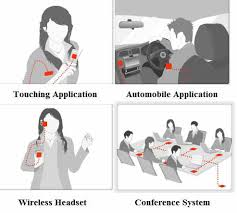 Touching Application
Automobile Application
Wireless Headset
Conference System